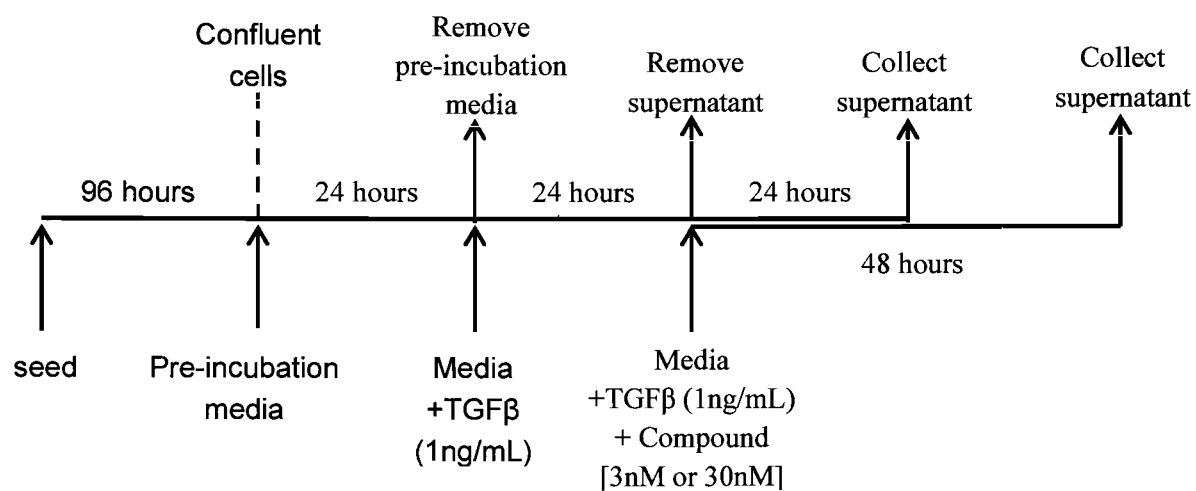 Confluent
cells
Remove
pre-incubation
media
Remove
supernatant
Collect
supernatant
Collect
supernatant
96 hours
24 hours
24 hours
24 hours
48 hours
seed
Pre-incubation
media
Media
+TGFβ
(1ng/mL)
Media
+TGFβ (1ng/mL)
+ Compound
[3nM or 30nM]